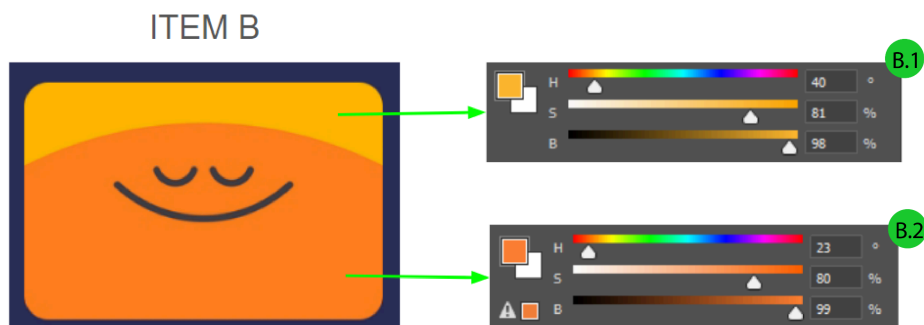 ITEM B
B.1
H 40 °
S 81 %
B 98 %
B.2
H 23 °
S 80 %
B 99 %